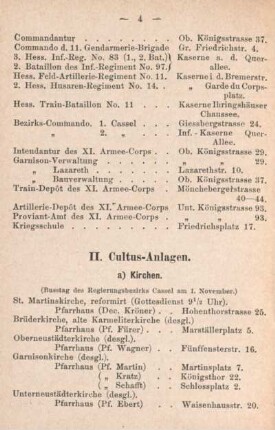 — 4 —
Commandantur . . . . . . Ob. Königsstrasse 37.
Commando d. 11. Gendarmerie-Brigade Gr. Friedrichstr. 4.
3. Hess. Inf.-Reg. No. 83 (1., 2. Bat.) Kaserne a. d. Quer-
2. Bataillon des Inf.-Regiment No. 97. allee.
Hess. Feld-Artillerie-Regiment No. 11. Kaserne i. d. Bremerstr.
2. Hess. Husaren-Regiment No. 14. . „ Garde du Corps-
platz.
Hess. Train-Bataillon No. 11 . . . Kaserne Ihringshäuser
Chaussee.
Bezirks-Commando. 1. Cassel . . . Giessbergstrasse 24.
„ 2. „ . . . Inf. - Kaserne Quer-
Allee.
Intendantur des XI. Armee-Corps . . Ob. Königsstrasse 29.
Garnison-Verwaltung . . . . . „ „ 29.
„ Lazareth . . . . . Lazarethstr. 10.
„ Bauverwaltung . . . Ob. Königsstrasse 29.
Train-Depôt des XI. Armee-Corps . Möncheberge­strasse
40—44.
Artillerie-Depôt des XI. Armee-Corps . Unt. Königsstrasse 93.
Proviant-Amt des XI. Armee-Corps . „ „ 93.
Kriegsschule . . . . . . Friedrichsplatz 17.
II. Cultus-Anlagen.
a) Kirchen.
(Busstag des Regierungsbezirks Cassel am 1. November.)
St. Martinskirche, reformirt (Gottesdienst 9½ Uhr).
Pfarrhaus (Dec. Kröner) . . Hohenthorstrasse 25.
Brüderkirche, alte Karmeliterkirche (desgl.)
Pfarrhaus (Pf. Fürer) . . Marställerplatz 5.
Oberneustädterkirche (desgl.)
Pfarrhaus (Pf. Wagner) . . Fünffensterstr. 16.
Garnisonkirche (desgl.)
Pfarrhaus (Pf. Martin) . . Martinsplatz 7.
„ ( „ Kratz) . . Königsthor 22.
„ ( „ Schafft) . . Schlossplatz 2.
Unterneustädterkirche (desgl.)
Pfarrhaus (Pf. Ebert) . . Waisenhausstr. 20.